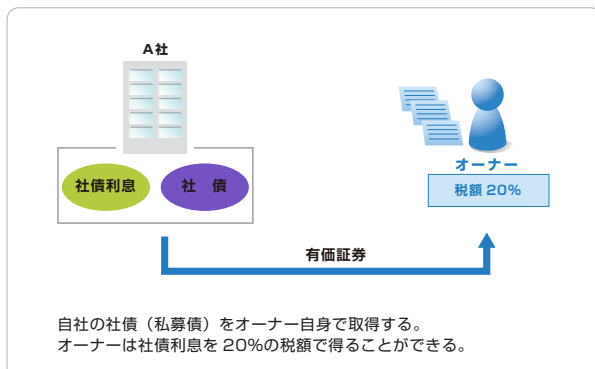 A社
社債利息
社　債
オーナー
税額 20%
有価証券
自社の社債（私募債）をオーナー自身で取得する。
オーナーは社債利息を 20%の税額で得ることができる。